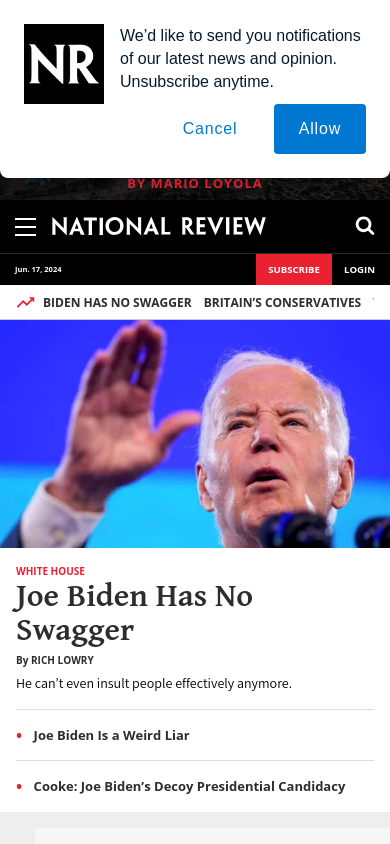 NR
We’d like to send you notifications
of our latest news and opinion.
Unsubscribe anytime.
Cancel
Allow
BY MARIO LOYOLA
NATIONAL REVIEW
Jun. 17, 2024
SUBSCRIBE
LOGIN
BIDEN HAS NO SWAGGER
BRITAIN’S CONSERVATIVES
WHITE HOUSE
Joe Biden Has No
Swagger
By RICH LOWRY
He can’t even insult people effectively anymore.
• Joe Biden Is a Weird Liar
• Cooke: Joe Biden’s Decoy Presidential Candidacy